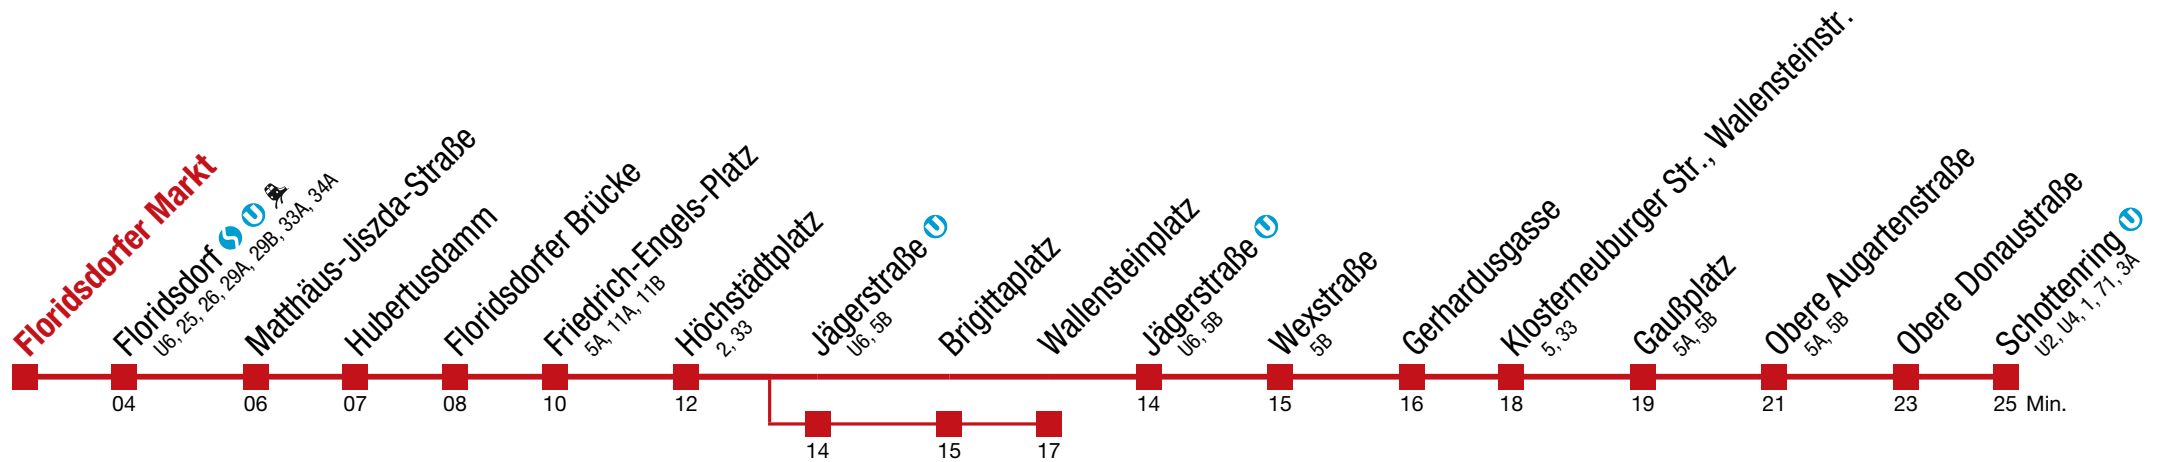 Floridsdorfer Markt
Floridsdorf
U6, 25, 26, 29A, 29B, 33A, 34A
Matthäus-Jiszda-Straße
Hubertusdamm
Floridsdorfer Brücke
Friedrich-Engels-Platz
5A, 11A, 11B
Höchstädtplatz
2, 33
Jägerstraße U
U6, 5B
Brigittaplatz
Wallensteinplatz
Jägerstraße U
U6, 5B
Wexstraße
5B
Gerhardusgasse
Klosterneuburger Str., Wallensteinstr.
5, 33
Gaußplatz
5A, 5B
Obere Augartenstraße
5A, 5B
Obere Donaustraße
Schottenring U
U2, U4, 1, 71, 3A
04 06 07 08 10 12 14 15 16 18 19 21 23 25 Min.
14 15 17